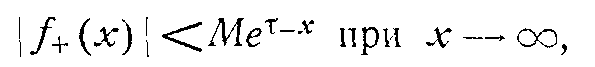 |f₊(x)| < Me^{τ₋x} при x → ∞,